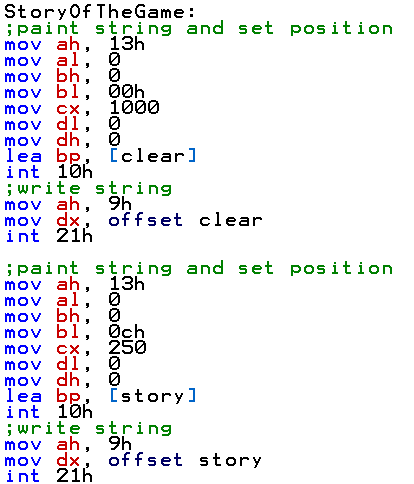 StoryOfTheGame:
;paint string and set position
mov ah, 13h
mov al, 0
mov bh, 0
mov bl, 00h
mov cx, 1000
mov dl, 0
mov dh, 0
lea bp, [clear]
int 10h
;write string
mov ah, 9h
mov dx, offset clear
int 21h
;paint string and set position
mov ah, 13h
mov al, 0
mov bh, 0
mov bl, 0ch
mov cx, 250
mov dl, 0
mov dh, 0
lea bp, [story]
int 10h
;write string
mov ah, 9h
mov dx, offset story
int 21h